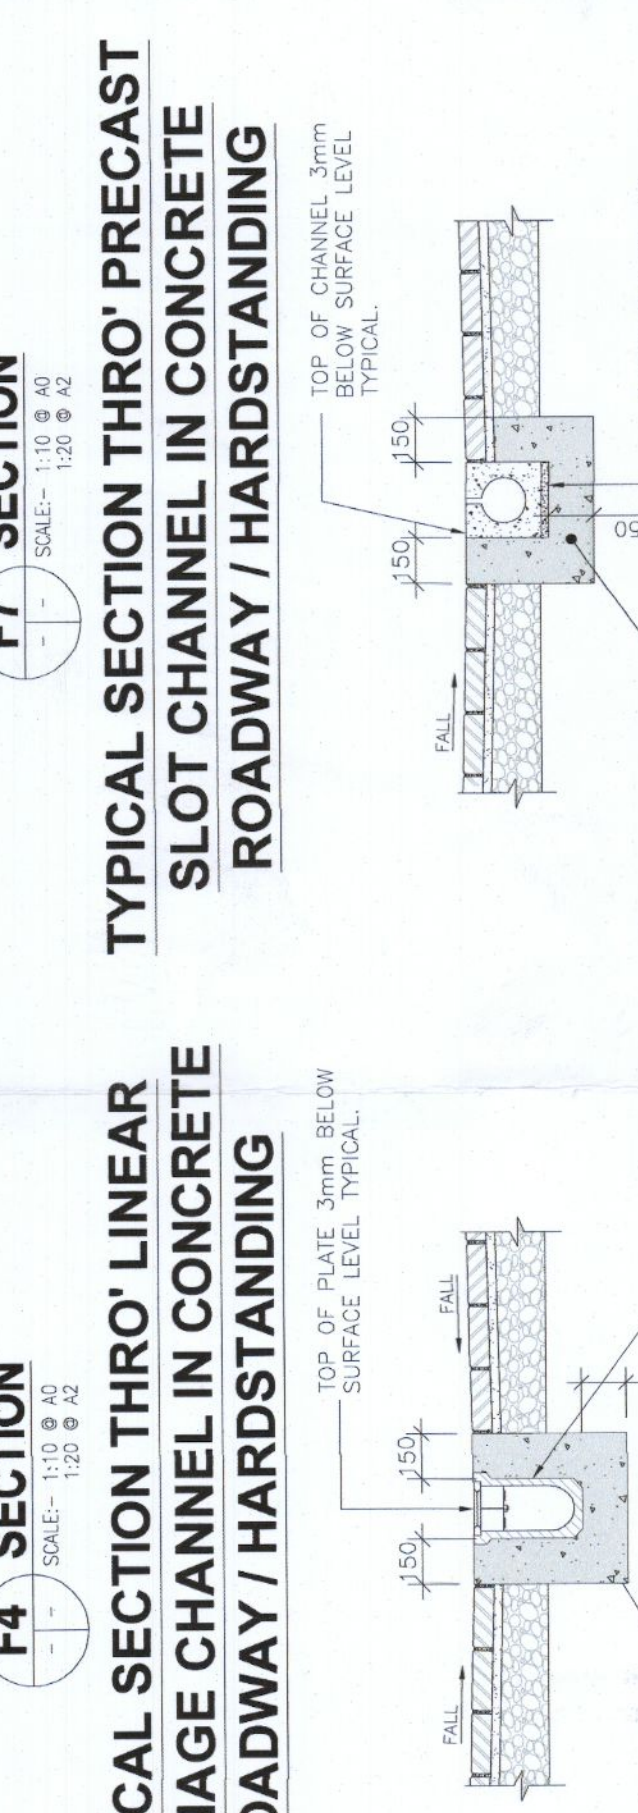 F4 SECTION
SCALE:- 1:10 @ A0
1:20 @ A2
CAL SECTION THRO' LINEAR
AGE CHANNEL IN CONCRETE
OADWAY / HARDSTANDING
TOP OF PLATE 3mm BELOW
SURFACE LEVEL TYPICAL.
150
150
FALL
FALL
F7 SECTION
SCALE:- 1:10 @ A0
1:20 @ A2
TYPICAL SECTION THRO' PRECAST
SLOT CHANNEL IN CONCRETE
ROADWAY / HARDSTANDING
TOP OF CHANNEL 3mm
BELOW SURFACE LEVEL
TYPICAL.
150
150
FALL